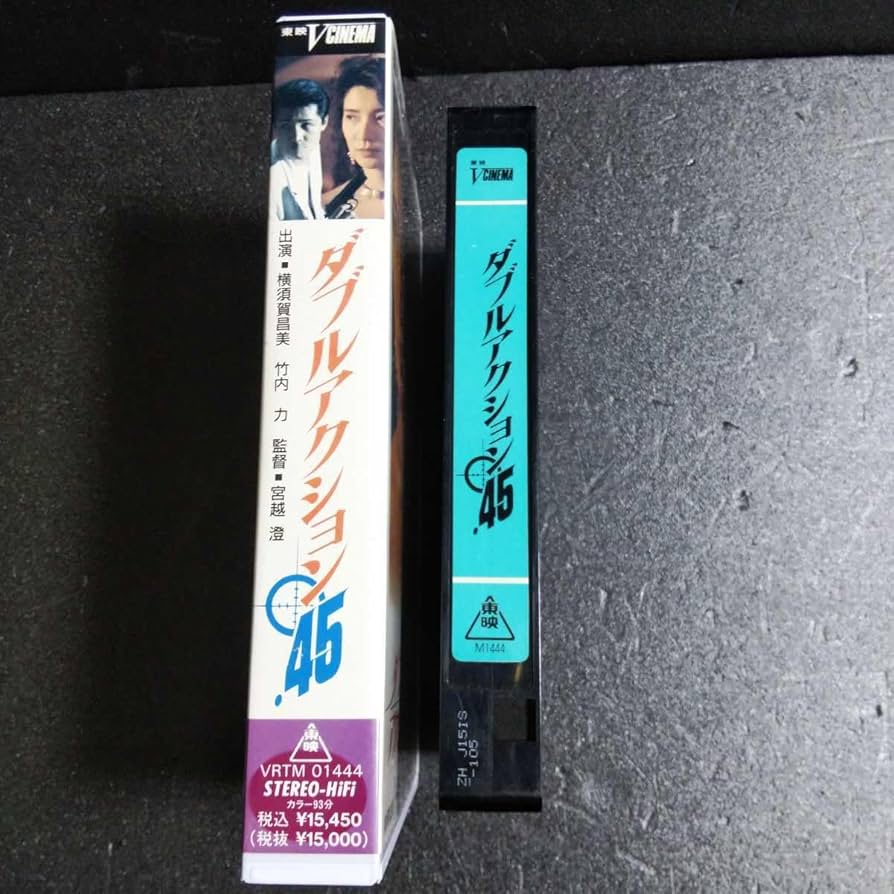 東映 V CINEMA
ダブルアクション.45
出演■横須賀昌美 竹内 力 監督■宮越 澄
東映
VRTM 01444
STEREO-HiFi
カラー93分
税込 ¥15,450
(税抜 ¥15,000)
東映
V CINEMA
ダブルアクション.45
東映
M1444
ZH J15IS
-105